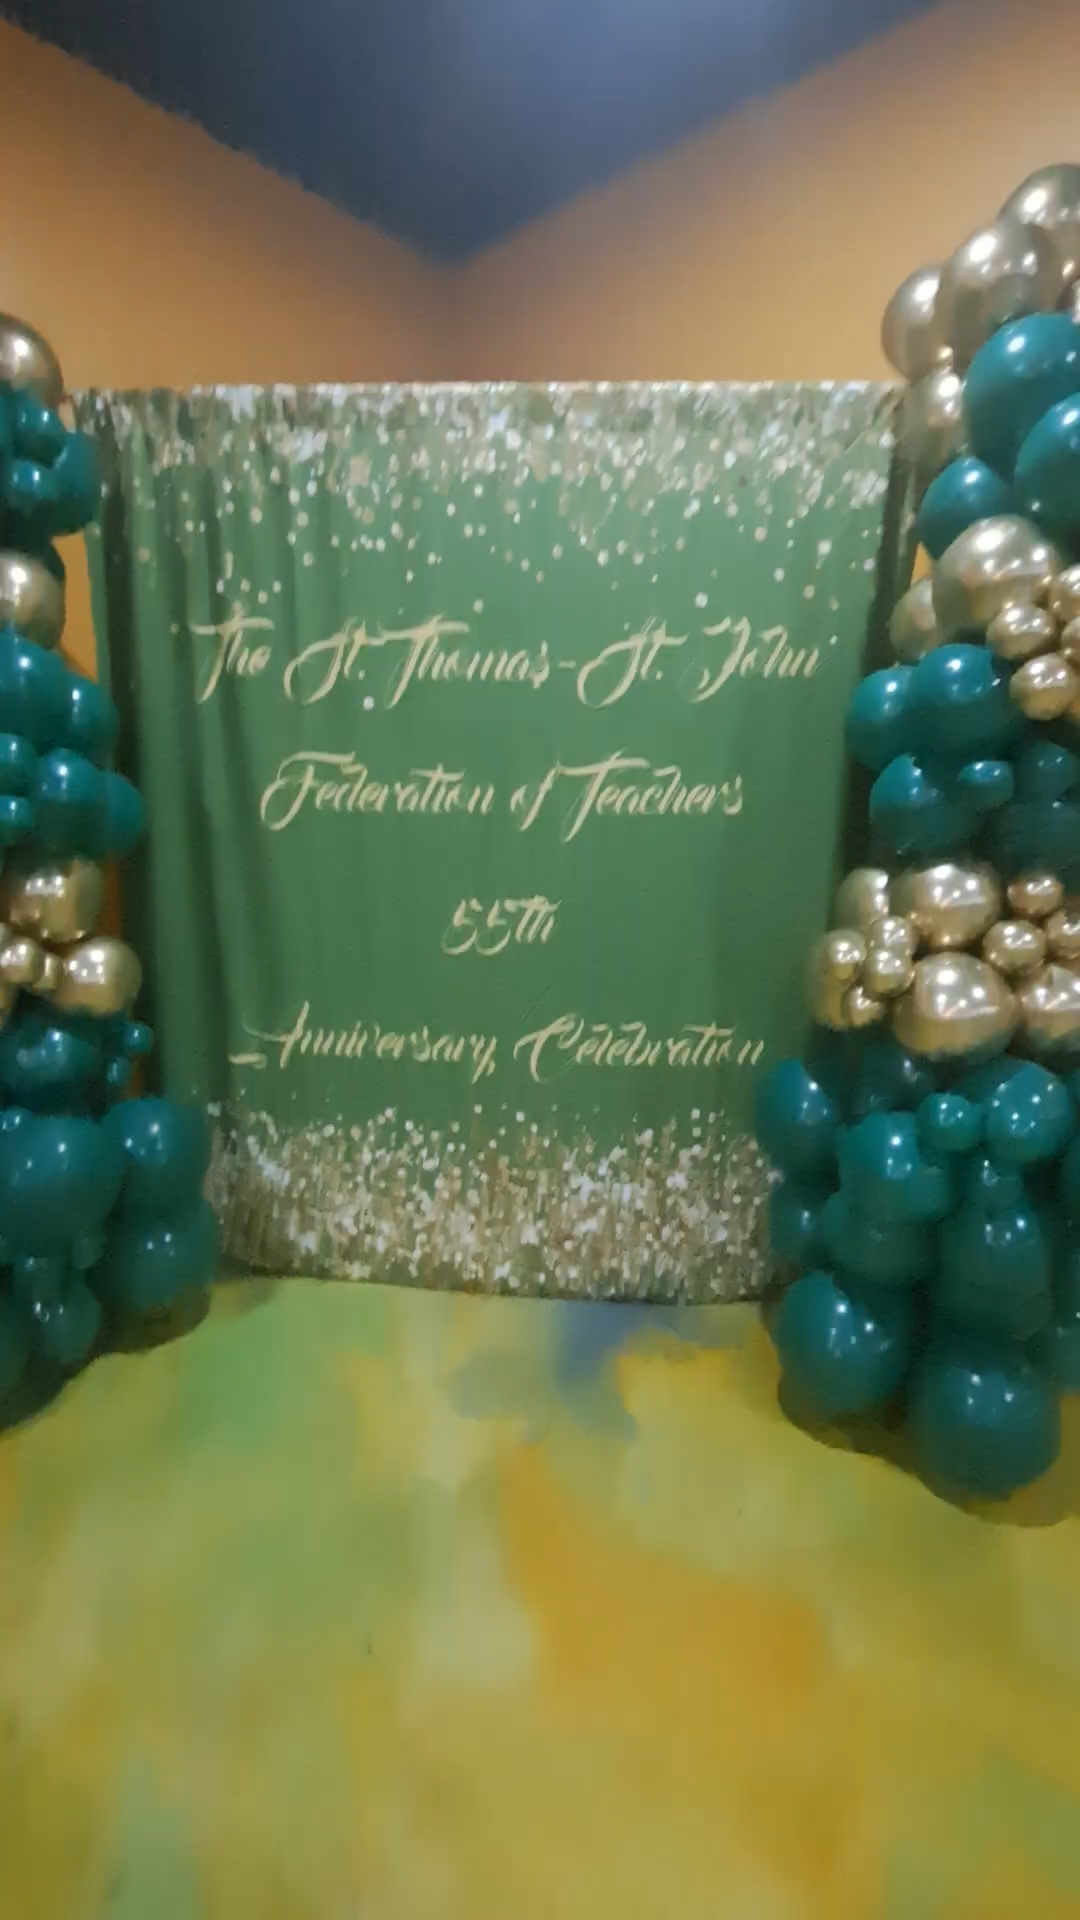 The St. Thomas-St. John
Federation of Teachers
55th
Anniversary Celebration